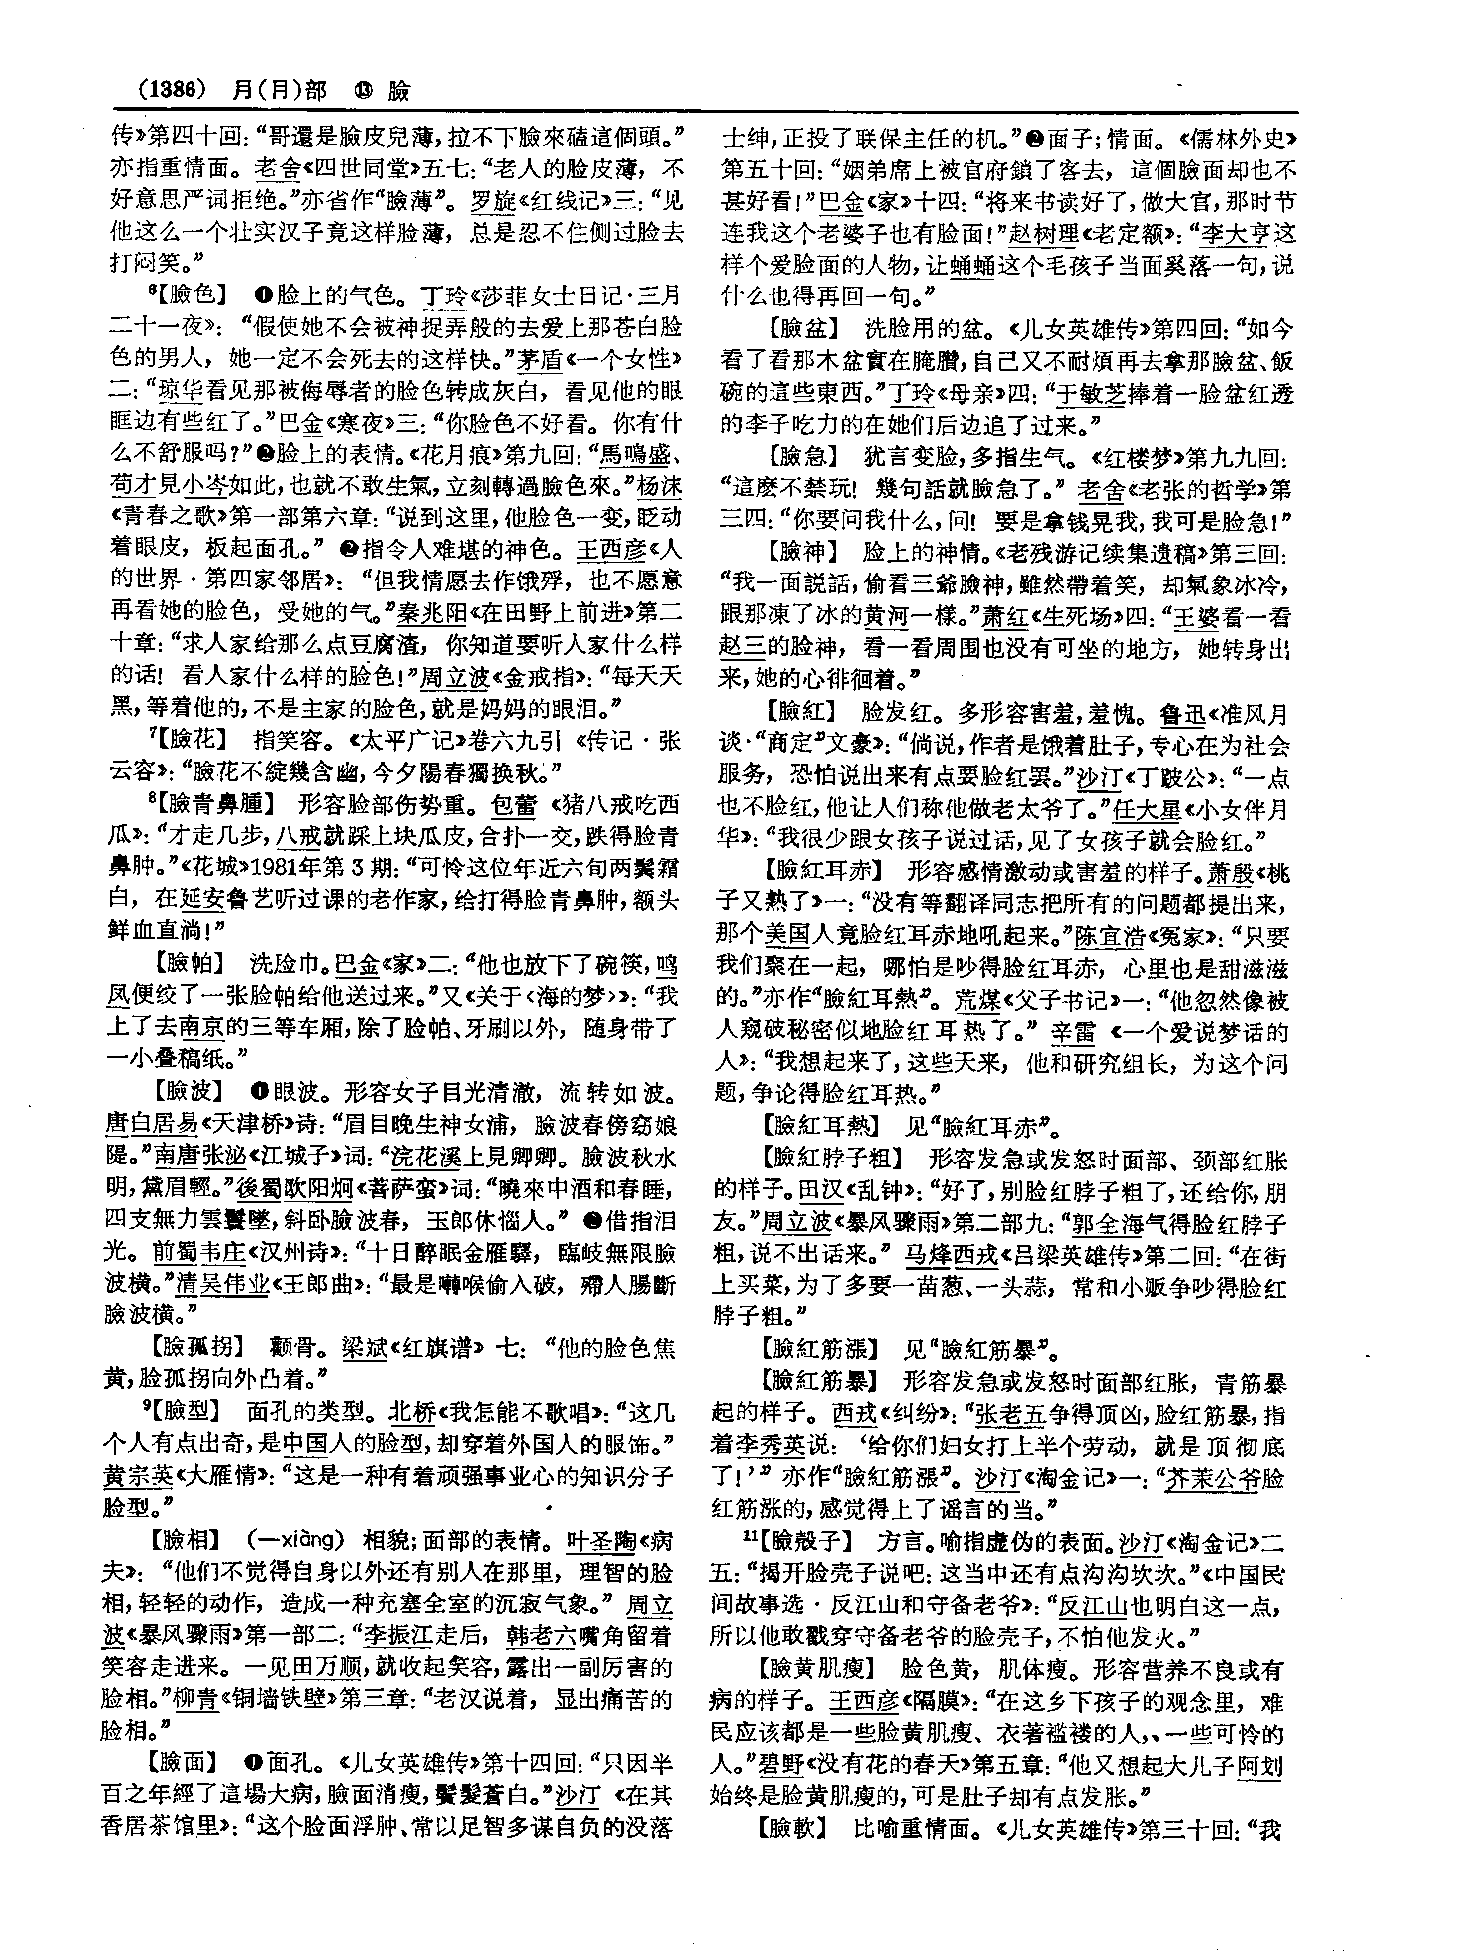 (1386) 月(⺼)部 ⓭ 臉
传》第四十回：“哥還是臉皮兒薄，拉不下臉來磕這個頭。”
亦指重情面。老舍《四世同堂》五七：“老人的脸皮薄，不
好意思严词拒绝。”亦省作“臉薄”。罗旋《红线记》三：“见
他这么一个壮实汉子竟这样脸薄，总是忍不住侧过脸去
打闷笑。”
⁶【臉色】 ❶脸上的气色。丁玲《莎菲女士日记·三月
二十一夜》：“假使她不会被神捉弄般的去爱上那苍白脸
色的男人，她一定不会死去的这样快。”茅盾《一个女性》
二：“琼华看见那被侮辱者的脸色转成灰白，看见他的眼
眶边有些红了。”巴金《寒夜》三：“你脸色不好看。你有什
么不舒服吗？”❷脸上的表情。《花月痕》第九回：“馬鳴盛、
苟才見小岑如此，也就不敢生氣，立刻轉過臉色來。”杨沫
《青春之歌》第一部第六章：“说到这里，他脸色一变，眨动
着眼皮，板起面孔。” ❷指令人难堪的神色。王西彦《人
的世界·第四家邻居》：“但我情愿去作饿殍，也不愿意
再看她的脸色，受她的气。”秦兆阳《在田野上前进》第二
十章：“求人家给那么点豆腐渣，你知道要听人家什么样
的话！看人家什么样的脸色！”周立波《金戒指》：“每天天
黑，等着他的，不是主家的脸色，就是妈妈的眼泪。”
⁷【臉花】 指笑容。《太平广记》卷六九引《传记·张
云容》：“臉花不綻幾含幽，今夕陽春獨换秋。”
⁸【臉青鼻腫】 形容脸部伤势重。包蕾《猪八戒吃西
瓜》：“才走几步，八戒就踩上块瓜皮，合扑一交，跌得脸青
鼻肿。”《花城》1981年第3期：“可怜这位年近六旬两鬓霜
白，在延安鲁艺听过课的老作家，给打得脸青鼻肿，额头
鲜血直淌！”
【臉帕】 洗脸巾。巴金《家》二：“他也放下了碗筷，鸣
凤便绞了一张脸帕给他送过来。”又《关于〈海的梦〉》：“我
上了去南京的三等车厢，除了脸帕、牙刷以外，随身带了
一小叠稿纸。”
【臉波】 ❶眼波。形容女子目光清澈，流转如波。
唐白居易《天津桥》诗：“眉目晚生神女浦，臉波春傍窈娘
隄。”南唐张泌《江城子》词：“浣花溪上見卿卿。臉波秋水
明，黛眉輕。”後蜀欧阳炯《菩萨蛮》词：“曉來中酒和春睡，
四支無力雲鬟墜，斜卧臉波春，玉郎休惱人。” ❷借指泪
光。前蜀韦庄《汉州诗》：“十日醉眠金雁驛，臨岐無限臉
波横。”清吴伟业《王郎曲》：“最是囀喉偷入破，殢人腸斷
臉波横。”
【臉孤拐】 颧骨。梁斌《红旗谱》七：“他的脸色焦
黄，脸孤拐向外凸着。”
⁹【臉型】 面孔的类型。北桥《我怎能不歌唱》：“这几
个人有点出奇，是中国人的脸型，却穿着外国人的服饰。”
黄宗英《大雁情》：“这是一种有着顽强事业心的知识分子
脸型。”
【臉相】 （—xiàng） 相貌；面部的表情。叶圣陶《病
夫》：“他们不觉得自身以外还有别人在那里，理智的脸
相，轻轻的动作，造成一种充塞全室的沉寂气象。” 周立
波《暴风骤雨》第一部二：“李振江走后，韩老六嘴角留着
笑容走进来。一见田万顺，就收起笑容，露出一副厉害的
脸相。”柳青《铜墙铁壁》第三章：“老汉说着，显出痛苦的
脸相。”
【臉面】 ❶面孔。《儿女英雄传》第十四回：“只因半
百之年經了這場大病，臉面消瘦，鬢髮蒼白。”沙汀《在其
香居茶馆里》：“这个脸面浮肿、常以足智多谋自负的没落
士绅，正投了联保主任的机。”❷面子；情面。《儒林外史》
第五十回：“姻弟席上被官府鎖了客去，這個臉面却也不
甚好看！”巴金《家》十四：“将来书读好了，做大官，那时节
连我这个老婆子也有脸面！”赵树理《老定额》：“李大亨这
样个爱脸面的人物，让蛹蛹这个毛孩子当面奚落一句，说
什么也得再回一句。”
【臉盆】 洗脸用的盆。《儿女英雄传》第四回：“如今
看了看那木盆實在腌臢，自己又不耐煩再去拿那臉盆、飯
碗的這些東西。”丁玲《母亲》四：“于敏芝捧着一脸盆红透
的李子吃力的在她们后边追了过来。”
【臉急】 犹言变脸，多指生气。《红楼梦》第九九回：
“這麽不禁玩！幾句話就臉急了。” 老舍《老张的哲学》第
三四：“你要问我什么，问！要是拿钱晃我，我可是脸急！”
【臉神】 脸上的神情。《老残游记续集遗稿》第三回：
“我一面説話，偷看三爺臉神，雖然帶着笑，却氣象冰冷，
跟那凍了冰的黄河一樣。”萧红《生死场》四：“王婆看一看
赵三的脸神，看一看周围也没有可坐的地方，她转身出
来，她的心徘徊着。”
【臉紅】 脸发红。多形容害羞，羞愧。鲁迅《准风月
谈·“商定”文豪》：“倘说，作者是饿着肚子，专心在为社会
服务，恐怕说出来有点要脸红罢。”沙汀《丁跛公》：“一点
也不脸红，他让人们称他做老太爷了。”任大星《小女伴月
华》：“我很少跟女孩子说过话，见了女孩子就会脸红。”
【臉紅耳赤】 形容感情激动或害羞的样子。萧殷《桃
子又熟了》一：“没有等翻译同志把所有的问题都提出来，
那个美国人竟脸红耳赤地吼起来。”陈宜浩《冤家》：“只要
我们聚在一起，哪怕是吵得脸红耳赤，心里也是甜滋滋
的。”亦作“臉紅耳熱”。荒煤《父子书记》一：“他忽然像被
人窥破秘密似地脸红耳热了。” 辛雷《一个爱说梦话的
人》：“我想起来了，这些天来，他和研究组长，为这个问
题，争论得脸红耳热。”
【臉紅耳熱】 见“臉紅耳赤”。
【臉紅脖子粗】 形容发急或发怒时面部、颈部红胀
的样子。田汉《乱钟》：“好了，别脸红脖子粗了，还给你，朋
友。”周立波《暴风骤雨》第二部九：“郭全海气得脸红脖子
粗，说不出话来。” 马烽西戎《吕梁英雄传》第二回：“在街
上买菜，为了多要一苗葱、一头蒜，常和小贩争吵得脸红
脖子粗。”
【臉紅筋漲】 见“臉紅筋暴”。
【臉紅筋暴】 形容发急或发怒时面部红胀，青筋暴
起的样子。西戎《纠纷》：“张老五争得顶凶，脸红筋暴，指
着李秀英说：‘给你们妇女打上半个劳动，就是顶彻底
了！’” 亦作“臉紅筋漲”。沙汀《淘金记》一：“芥茉公爷脸
红筋涨的，感觉得上了谣言的当。”
¹¹【臉殻子】 方言。喻指虚伪的表面。沙汀《淘金记》二
五：“揭开脸壳子说吧：这当中还有点沟沟坎坎。”《中国民
间故事选·反江山和守备老爷》：“反江山也明白这一点，
所以他敢戳穿守备老爷的脸壳子，不怕他发火。”
【臉黄肌瘦】 脸色黄，肌体瘦。形容营养不良或有
病的样子。王西彦《隔膜》：“在这乡下孩子的观念里，难
民应该都是一些脸黄肌瘦、衣著褴褛的人，、一些可怜的
人。”碧野《没有花的春天》第五章：“他又想起大儿子阿划
始终是脸黄肌瘦的，可是肚子却有点发胀。”
【臉軟】 比喻重情面。《儿女英雄传》第三十回：“我